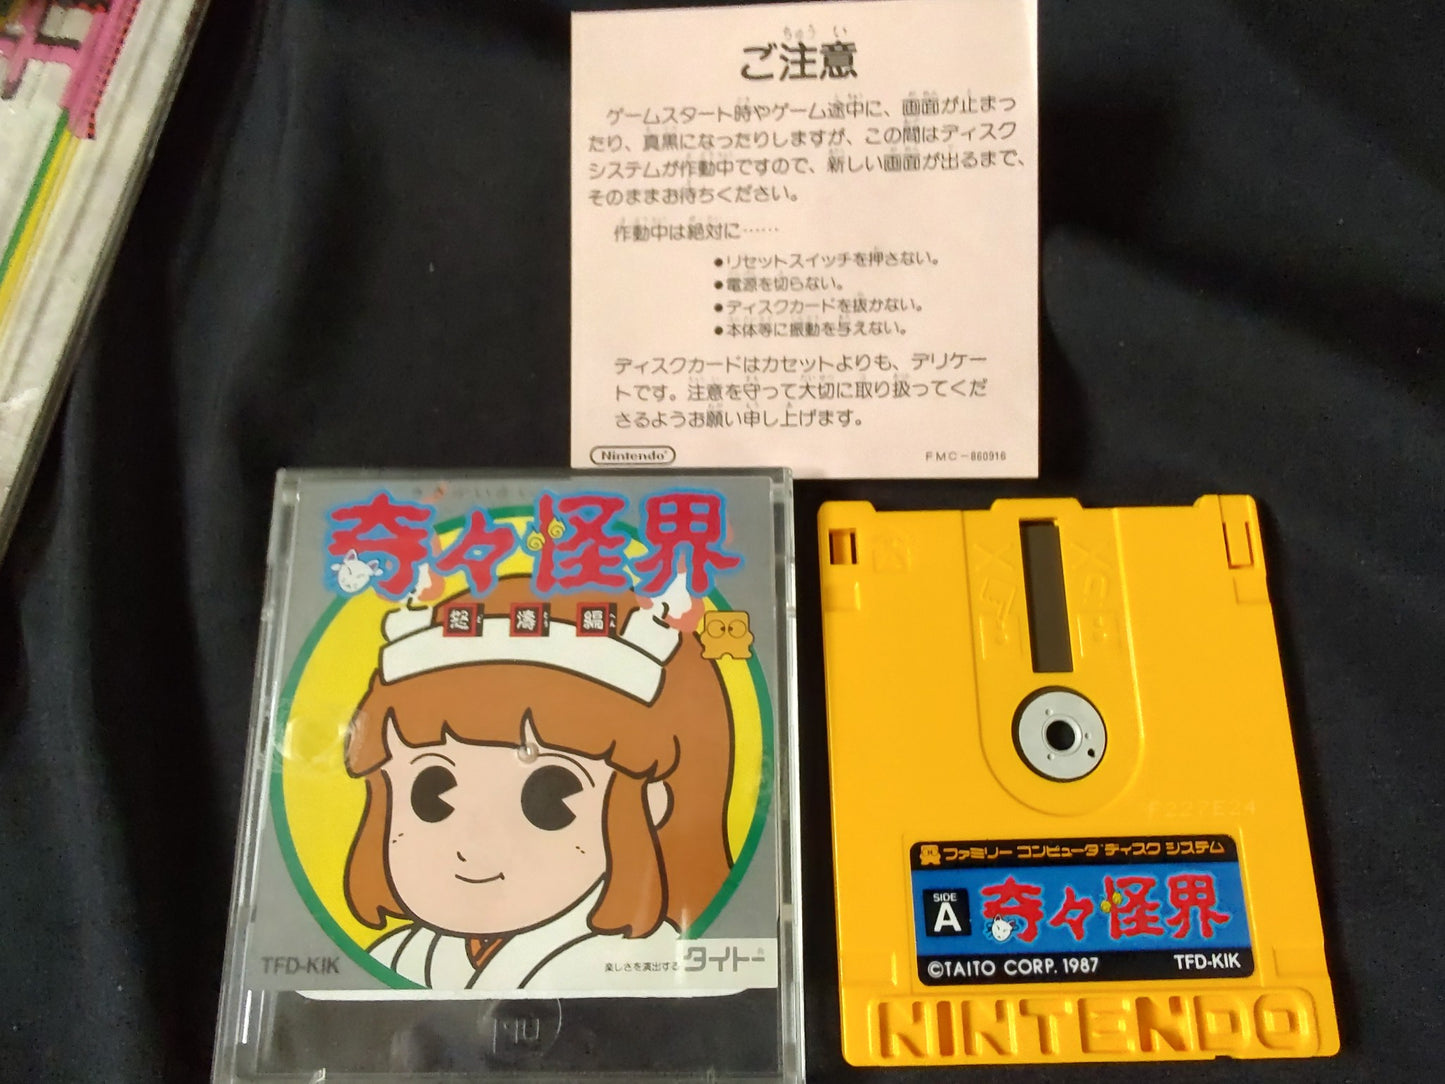 ご注意
ゲームスタート時やゲーム途中に、画面が止まっ
たり、真黒になったりしますが、この間はディスク
システムが作動中ですので、新しい画面が出るまで、
そのままお待ちください。
作動中は絶対に……
●リセットスイッチを押さない。
●電源を切らない。
●ディスクカードを抜かない。
●本体等に振動を与えない。
ディスクカードはカセットよりも、デリケー
トです。注意を守って大切に取り扱ってくだ
さるようお願い申し上げます。
Nintendo®
FMC-860916
奇々怪界
怒濤編
TFD-KIK
楽しさを演出する タイトー
F227E24
ファミリー コンピュータ ディスク システム
SIDE
A
奇々怪界
©TAITO CORP. 1987
TFD-KIK
NINTENDO